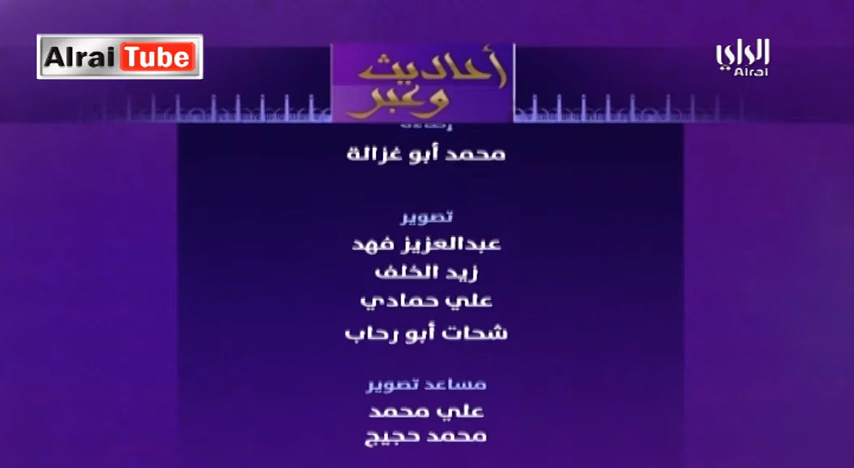 Alrai Tube
أحاديث
وعبر
الراي
Alrai
إضاءة
محمد أبو غزالة
تصوير
عبدالعزيز فهد
زيد الخلف
علي حمادي
شحات أبو رحاب
مساعد تصوير
علي محمد
محمد حجيج